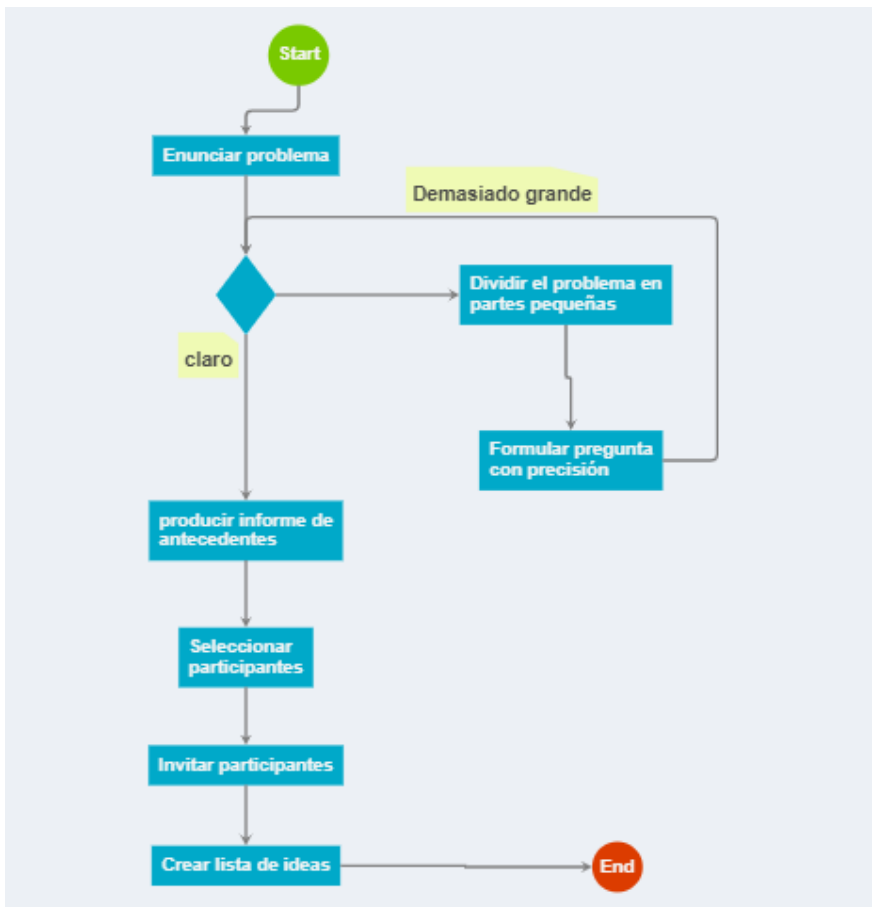 Start
Enunciar problema
Demasiado grande
Dividir el problema en
partes pequeñas
claro
Formular pregunta
con precisión
producir informe de
antecedentes
Seleccionar
participantes
Invitar participantes
Crear lista de ideas
End